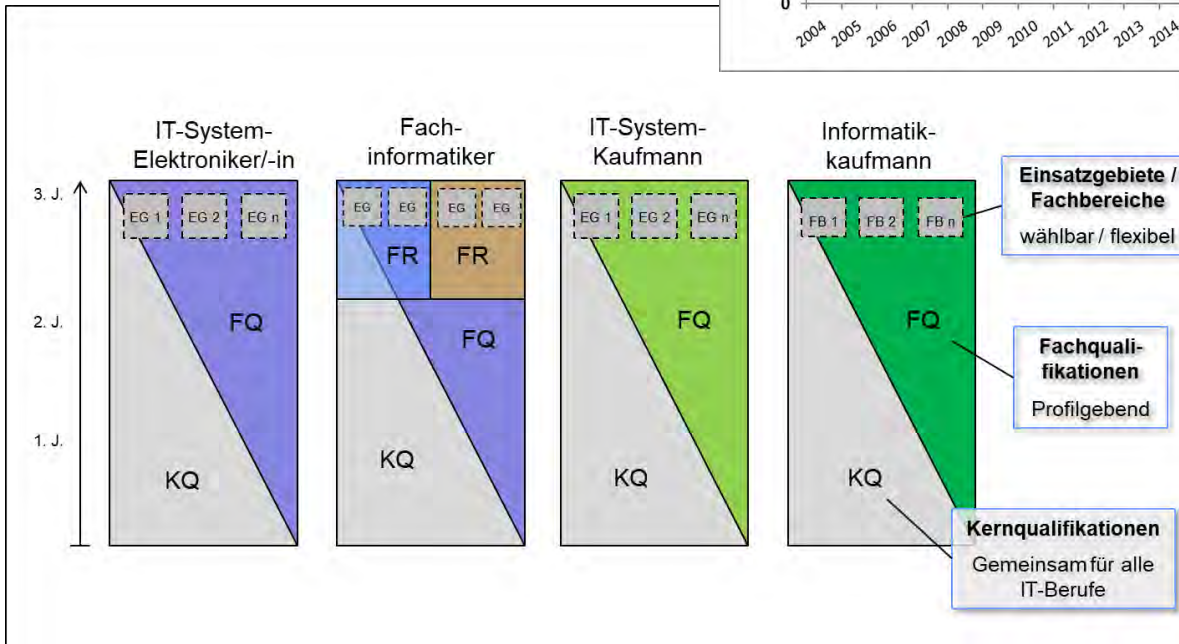 0
2004 2005 2006 2007 2008 2009 2010 2011 2012 2013 2014
IT-System-
Elektroniker/-in
Fach-
informatiker
IT-System-
Kaufmann
Informatik-
kaufmann
3. J.
2. J.
1. J.
EG 1 EG 2 EG n
FQ
KQ
EG EG EG EG
FR FR
FQ
KQ
EG 1 EG 2 EG n
FQ
KQ
FB 1 FB 2 FB n
FQ
KQ
Einsatzgebiete /
Fachbereiche
wählbar / flexibel
Fachquali-
fikationen
Profilgebend
Kernqualifikationen
Gemeinsam für alle
IT-Berufe